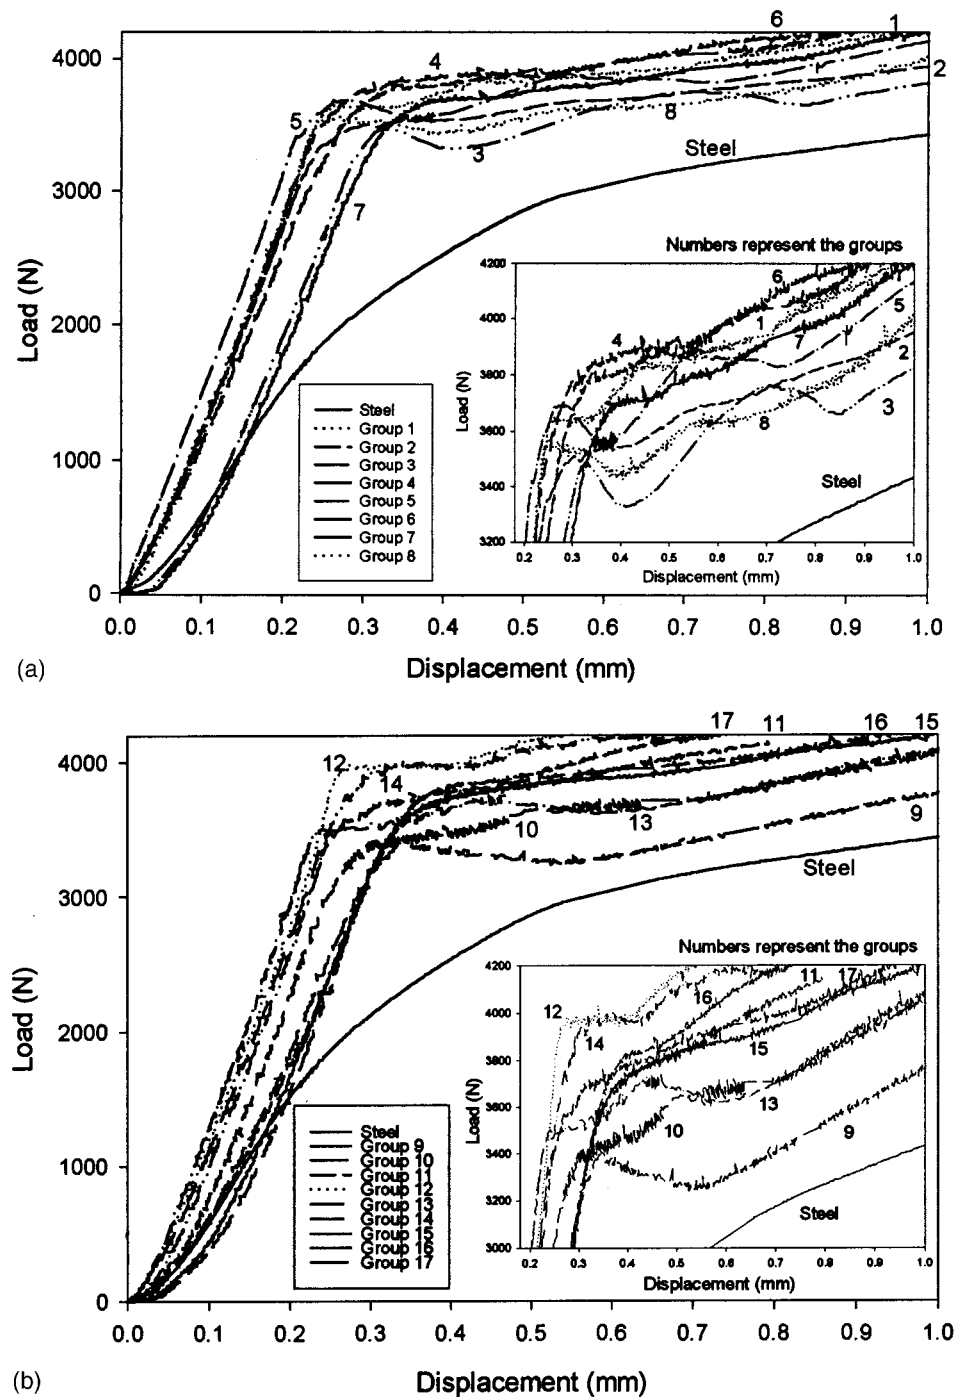 6
1
4
2
5
8
3
Steel
7
4000
3000
2000
1000
0
Load (N)
Numbers represent the groups
4200
4000
3800
3600
3400
3200
Load (N)
6
4
1
7
5
2
8
3
Steel
0.2 0.3 0.4 0.5 0.6 0.7 0.8 0.9 1.0
Displacement (mm)
Steel
Group 1
Group 2
Group 3
Group 4
Group 5
Group 6
Group 7
Group 8
0.0 0.1 0.2 0.3 0.4 0.5 0.6 0.7 0.8 0.9 1.0
(a)
Displacement (mm)
17 11 16 15
12
14
10
13
9
Steel
4000
3000
2000
1000
0
Load (N)
Numbers represent the groups
4200
4000
3800
3600
3400
3200
3000
Load (N)
12
14
16
11
17
15
10
13
9
Steel
0.2 0.3 0.4 0.5 0.6 0.7 0.8 0.9 1.0
Displacement (mm)
Steel
Group 9
Group 10
Group 11
Group 12
Group 13
Group 14
Group 15
Group 16
Group 17
0.0 0.1 0.2 0.3 0.4 0.5 0.6 0.7 0.8 0.9 1.0
(b)
Displacement (mm)